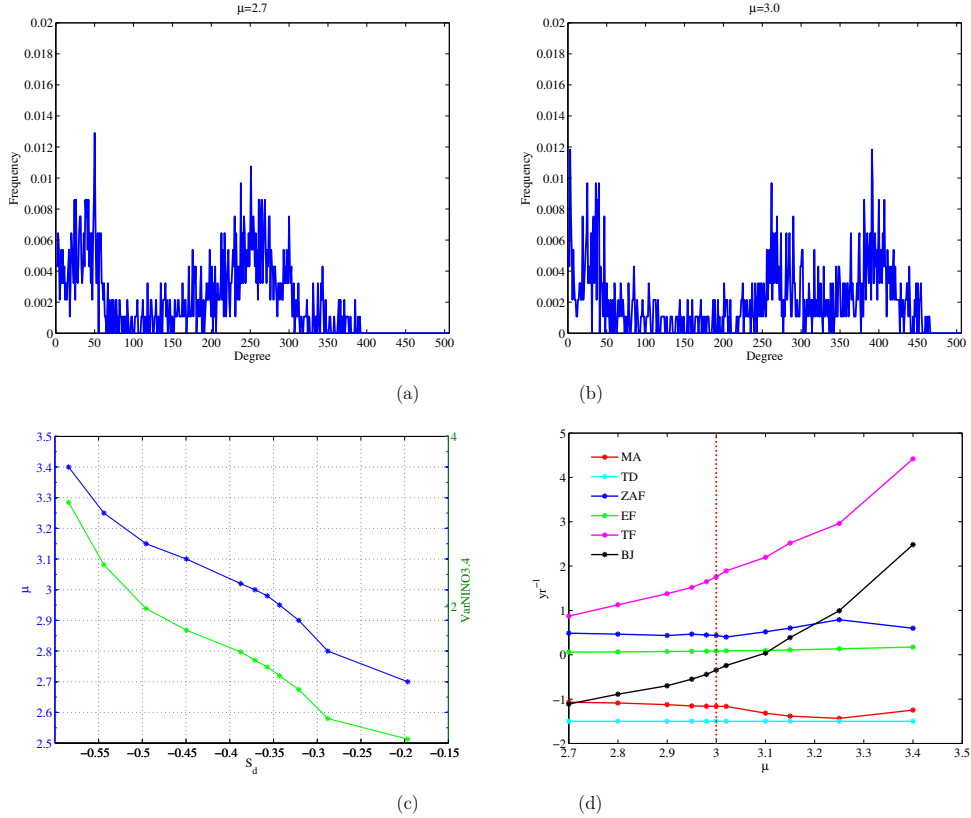 μ=2.7
0.02
0.018
0.016
0.014
0.012
0.01
0.008
0.006
0.004
0.002
0
Frequency
0 50 100 150 200 250 300 350 400 450 500
Degree
(a)
μ=3.0
0.02
0.018
0.016
0.014
0.012
0.01
0.008
0.006
0.004
0.002
0
Frequency
0 50 100 150 200 250 300 350 400 450 500
Degree
(b)
3.5
3.4
3.3
3.2
3.1
3
2.9
2.8
2.7
2.6
2.5
μ
4
2
VarNINO3.4
−0.55 −0.5 −0.45 −0.4 −0.35 −0.3 −0.25 −0.2 −0.15
S_d
(c)
5
4
3
2
1
0
−1
−2
yr⁻¹
MA
TD
ZAF
EF
TF
BJ
2.7 2.8 2.9 3 3.1 3.2 3.3 3.4 3.5
μ
(d)